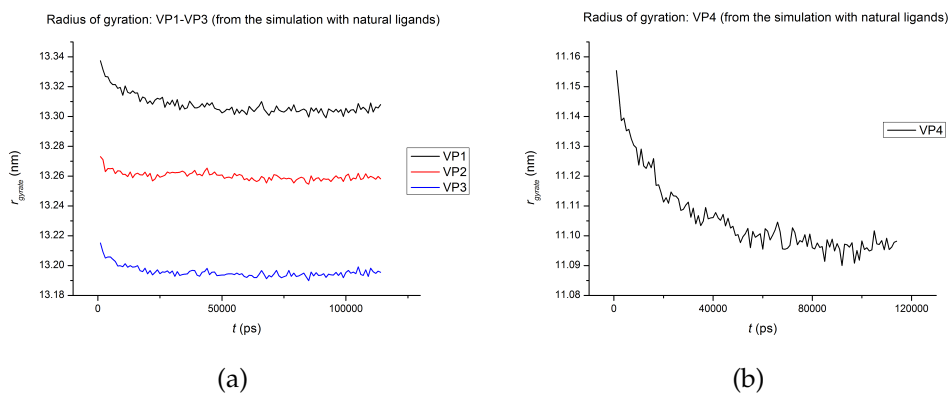 Radius of gyration: VP1-VP3 (from the simulation with natural ligands)
13.34
13.32
13.30
13.28
13.26
13.24
13.22
13.20
13.18
r_gyrate (nm)
0
50000
100000
t (ps)
VP1
VP2
VP3
(a)
Radius of gyration: VP4 (from the simulation with natural ligands)
11.16
11.15
11.14
11.13
11.12
11.11
11.10
11.09
11.08
r_gyrate (nm)
0
40000
80000
120000
t (ps)
VP4
(b)